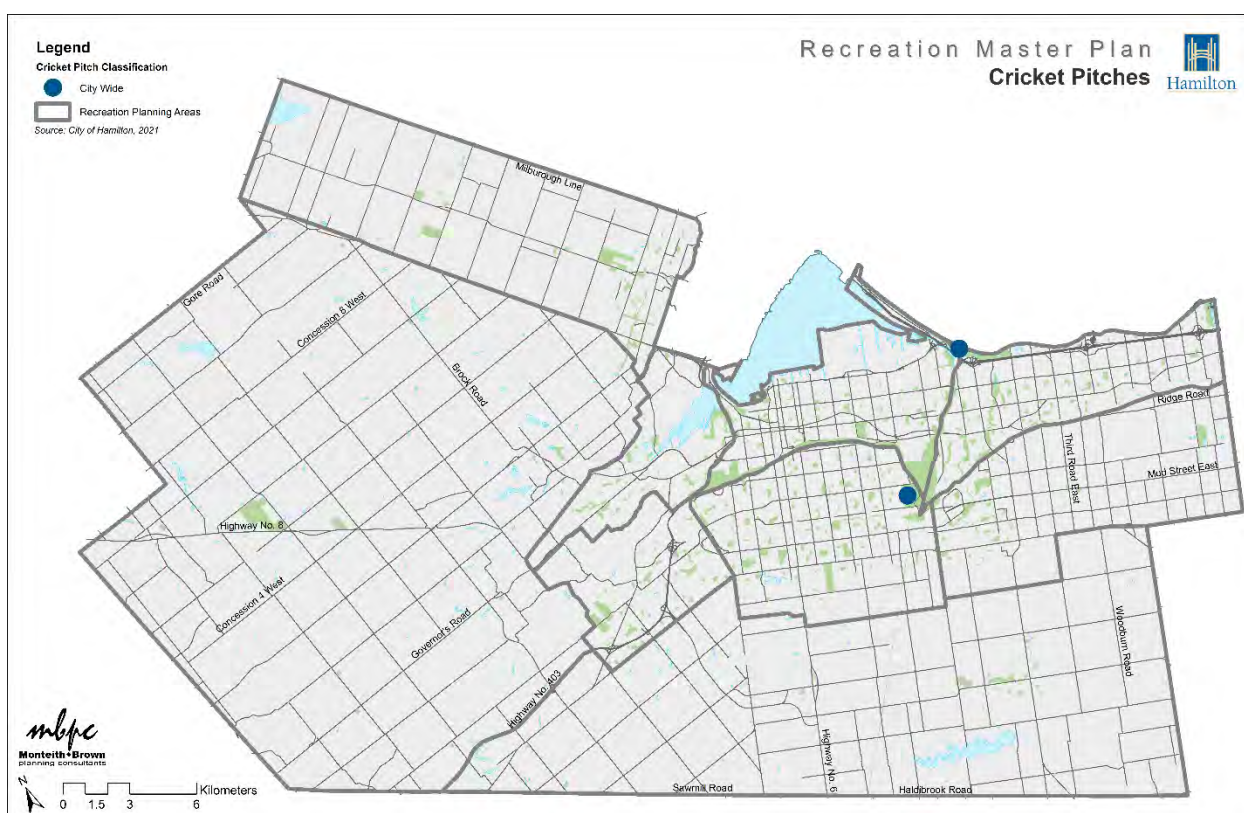 Legend
Cricket Pitch Classification
City Wide
Recreation Planning Areas
Source: City of Hamilton, 2021
Recreation Master Plan
Cricket Pitches
Hamilton
Milburough Line
Gore Road
Concession 8 West
Brock Road
Ridge Road
Third Road East
Mud Street East
Highway No. 8
Concession 4 West
Governor's Road
Woodburn Road
Highway No. 403
Highway No. 6
Sawmill Road
Haldibrook Road
mbpc
Monteith•Brown
planning consultants
N
0 1.5 3 6 Kilometers